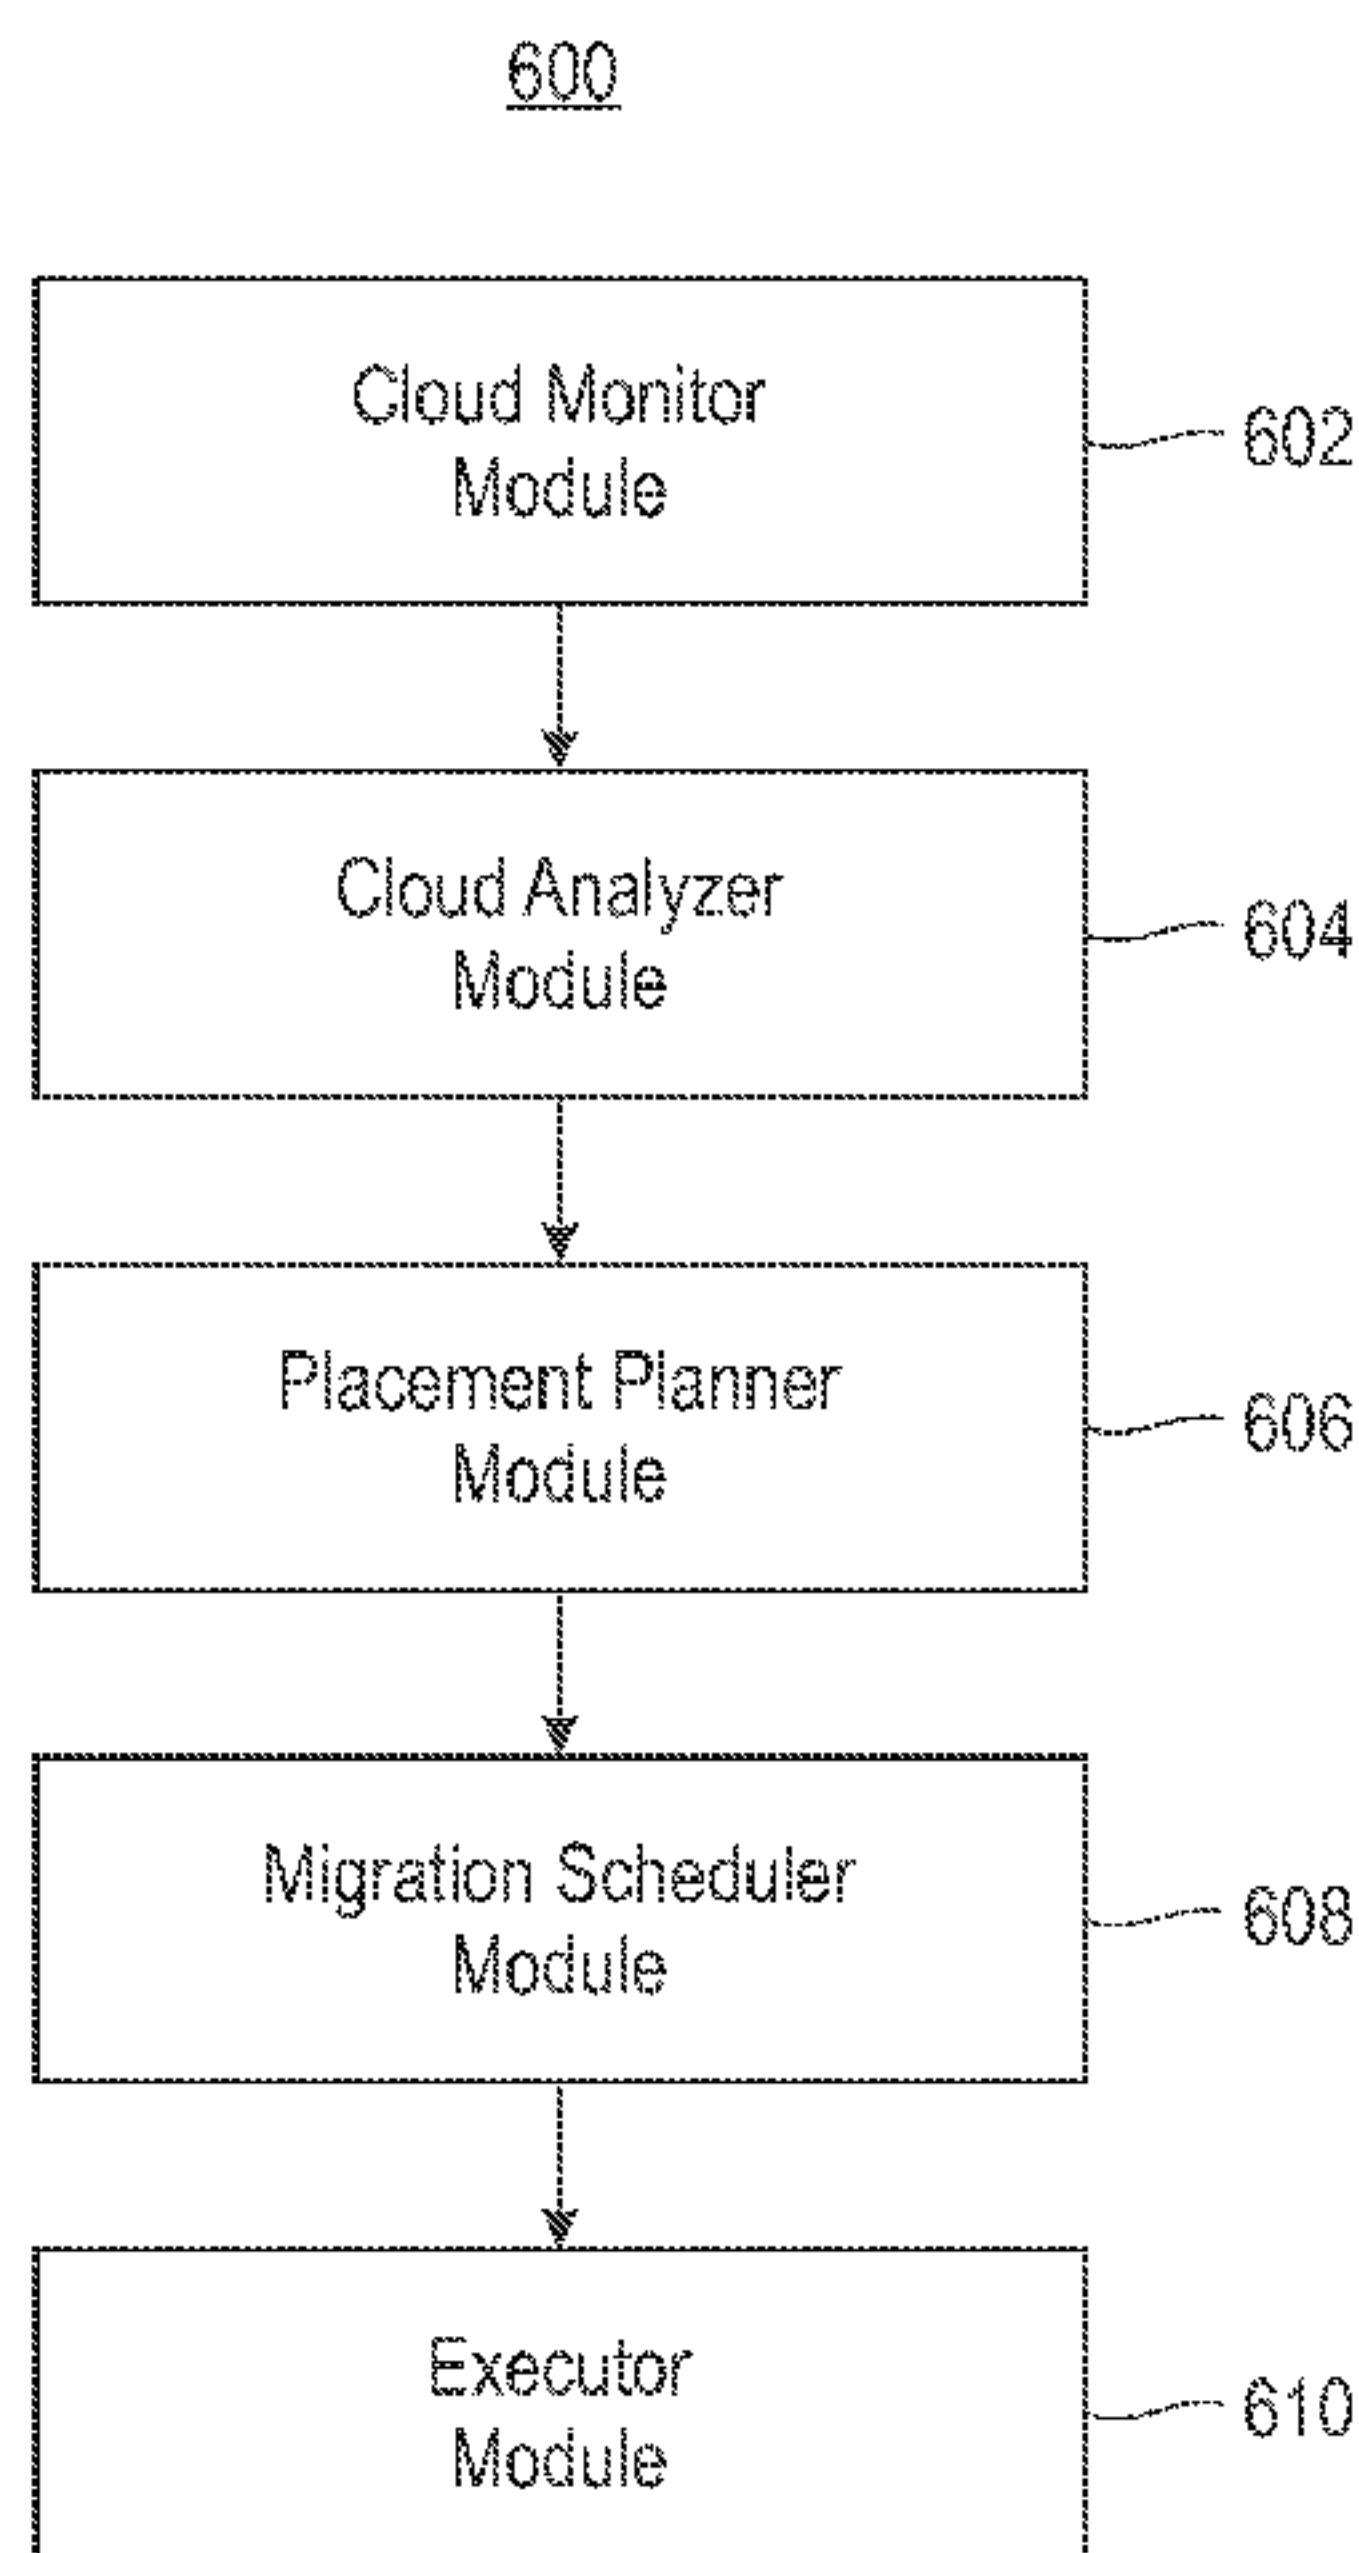 600
Cloud Monitor
Module
602
Cloud Analyzer
Module
604
Placement Planner
Module
606
Migration Scheduler
Module
608
Executor
Module
610